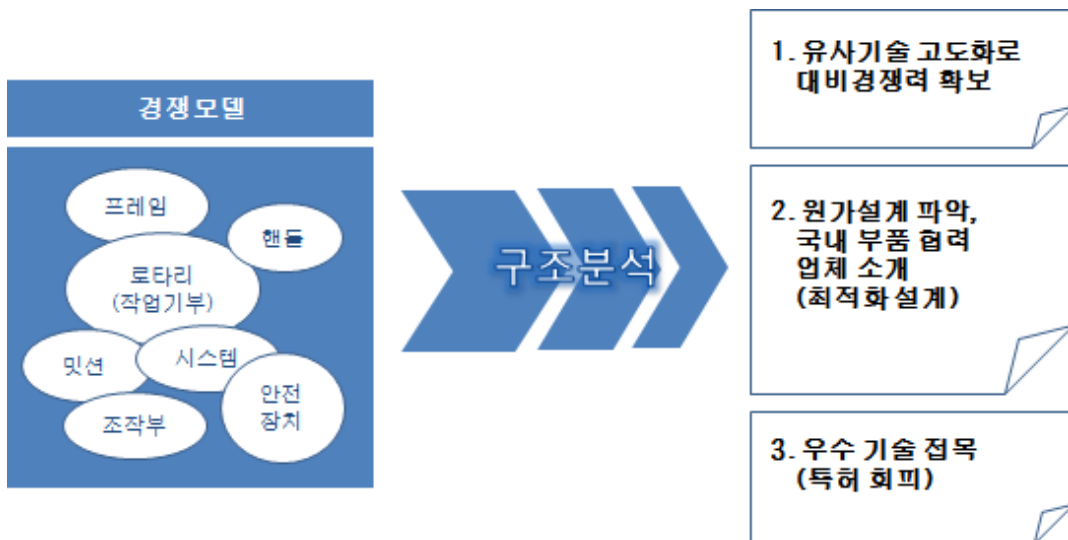 경쟁모델
프레임
핸들
로타리
(작업기부)
밋션
시스템
안전
장치
조작부
구조분석
1. 유사기술 고도화로
대비경쟁력 확보
2. 원가설계 파악,
국내 부품 협력
업체 소개
(최적화 설계)
3. 우수 기술 접목
(특허 회피)